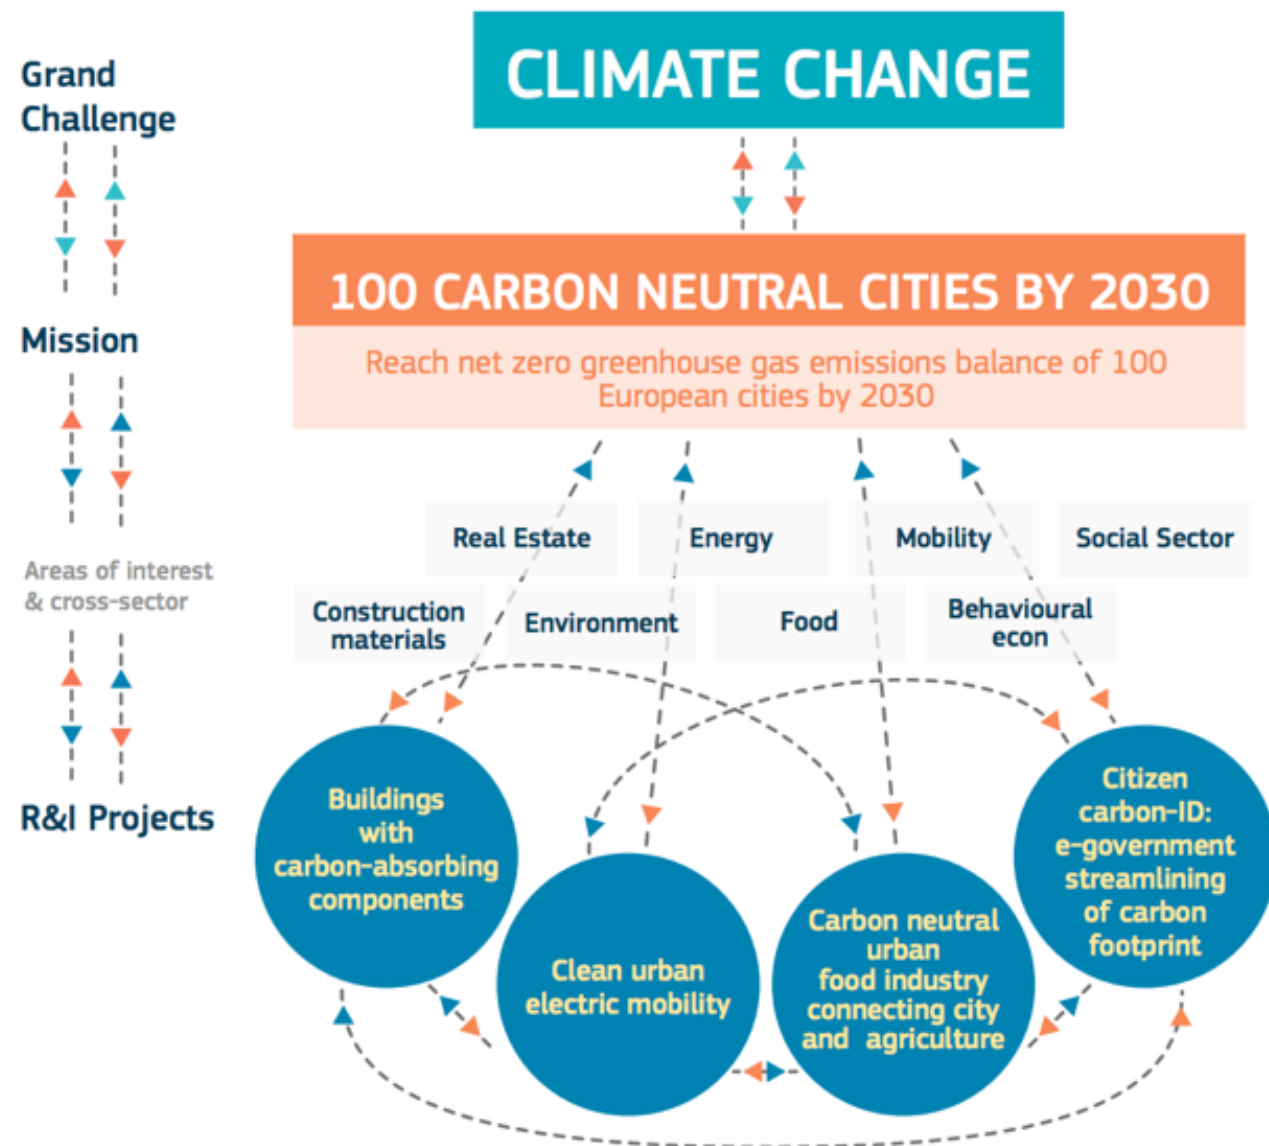 Grand
Challenge
Mission
Areas of interest
& cross-sector
R&I Projects
CLIMATE CHANGE
100 CARBON NEUTRAL CITIES BY 2030
Reach net zero greenhouse gas emissions balance of 100
European cities by 2030
Real Estate
Energy
Mobility
Social Sector
Construction
materials
Environment
Food
Behavioural
econ
Buildings
with
carbon-absorbing
components
Clean urban
electric mobility
Carbon neutral
urban
food industry
connecting city
and agriculture
Citizen
carbon-ID:
e-government
streamlining
of carbon
footprint